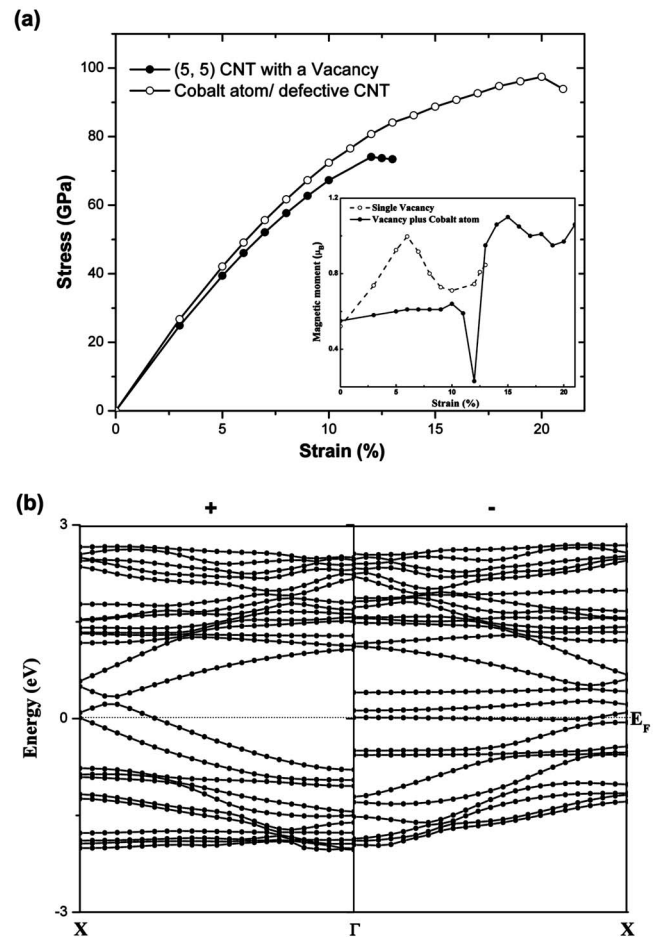 (a)
(5, 5) CNT with a Vacancy
Cobalt atom/ defective CNT
100
80
60
40
20
0
Stress (GPa)
0
5
10
15
20
Strain (%)
1.2
0.8
0.4
Magnetic moment (μB)
Single Vacancy
Vacancy plus Cobalt atom
0
5
10
15
20
Strain (%)
(b)
+ -
3
0
-3
Energy (eV)
EF
X Γ X